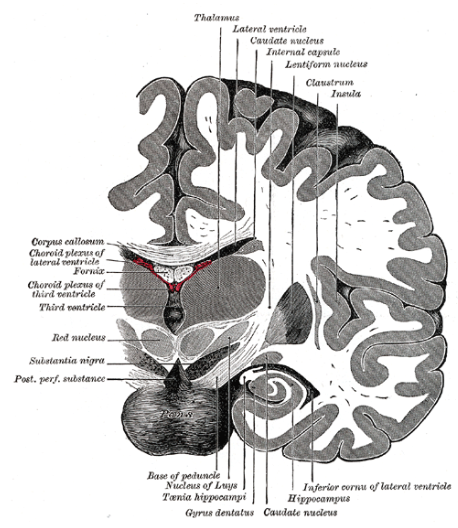 Thalamus
Lateral ventricle
Caudate nucleus
Internal capsule
Lentiform nucleus
Claustrum
Insula
Corpus callosum
Choroid plexus of
lateral ventricle
Fornix
Choroid plexus of
third ventricle
Third ventricle
Red nucleus
Substantia nigra
Post. perf. substance
Pons
Base of peduncle
Nucleus of Luys
Tænia hippocampi
Gyrus dentatus
Caudate nucleus
Hippocampus
Inferior cornu of lateral ventricle